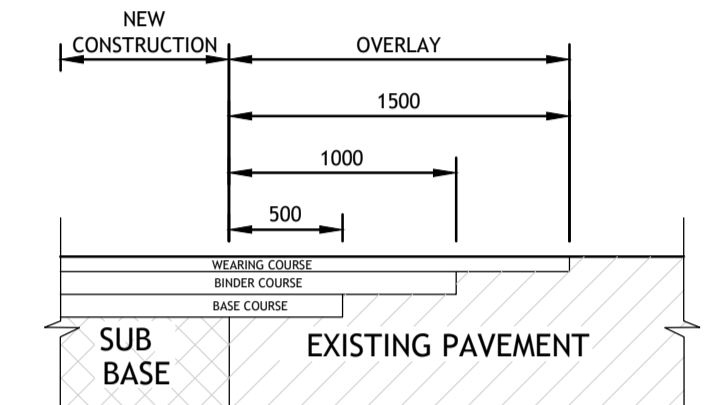 NEW
CONSTRUCTION
OVERLAY
1500
1000
500
WEARING COURSE
BINDER COURSE
BASE COURSE
SUB
BASE
EXISTING PAVEMENT